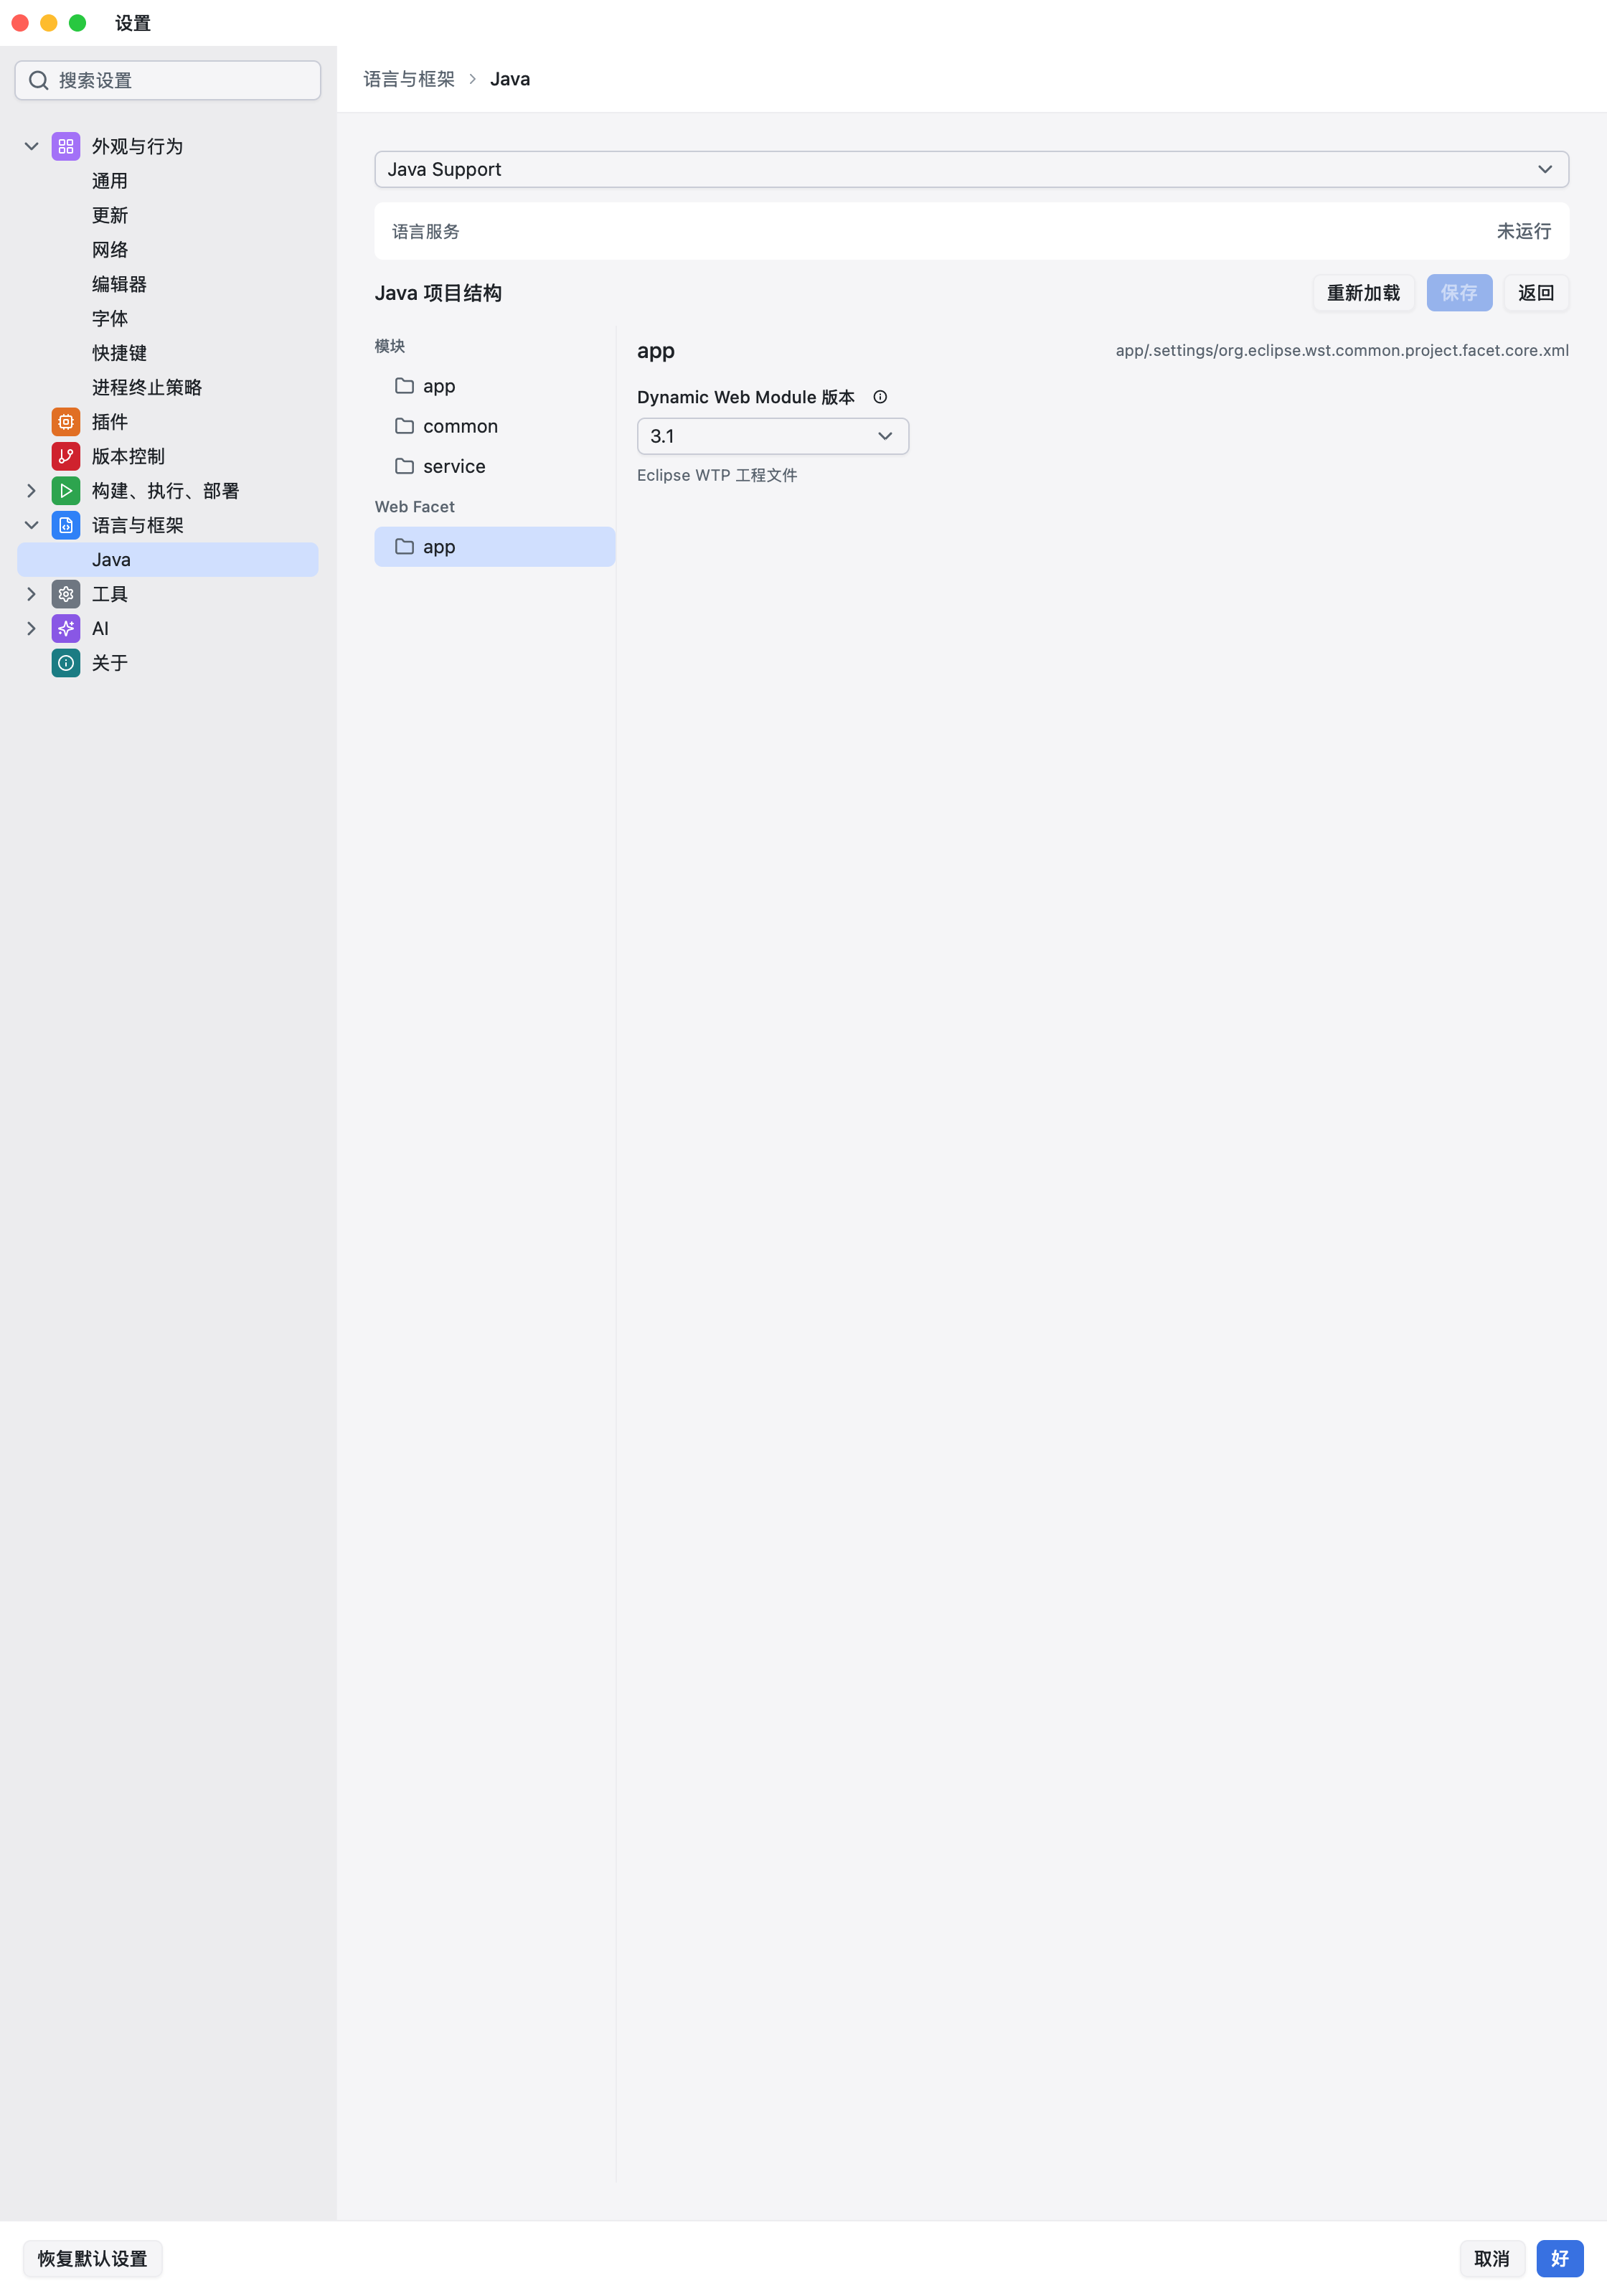 设置
搜索设置
外观与行为
通用
更新
网络
编辑器
字体
快捷键
进程终止策略
插件
版本控制
构建、执行、部署
语言与框架
Java
工具
AI
关于
语言与框架 > Java
Java Support
语言服务 未运行
Java 项目结构 重新加载 保存 返回
模块
app
common
service
Web Facet
app
app app/.settings/org.eclipse.wst.common.project.facet.core.xml
Dynamic Web Module 版本
3.1
Eclipse WTP 工程文件
恢复默认设置 取消 好